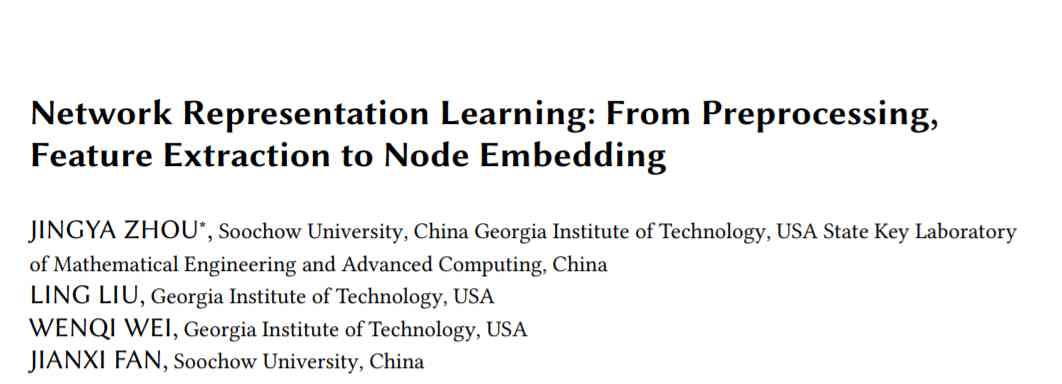 Network Representation Learning: From Preprocessing,
Feature Extraction to Node Embedding
JINGYA ZHOU*, Soochow University, China Georgia Institute of Technology, USA State Key Laboratory
of Mathematical Engineering and Advanced Computing, China
LING LIU, Georgia Institute of Technology, USA
WENQI WEI, Georgia Institute of Technology, USA
JIANXI FAN, Soochow University, China